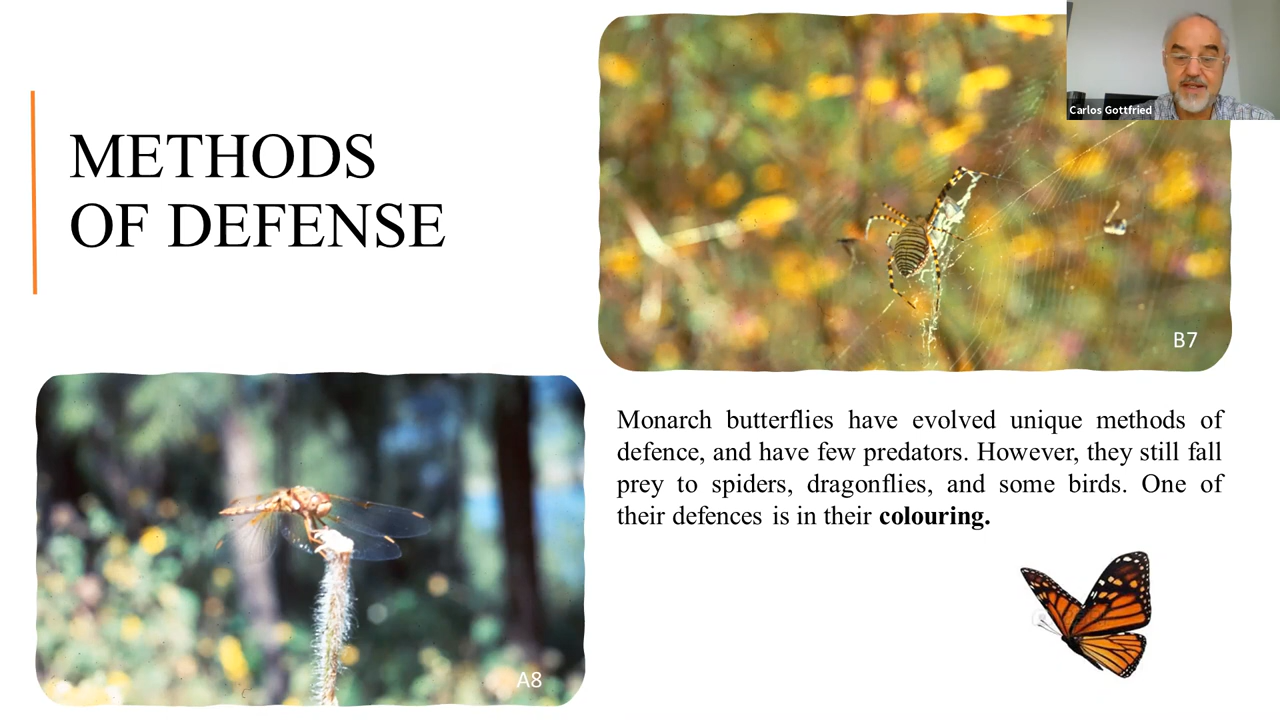 METHODS
OF DEFENSE
Carlos Gottfried
B7
Monarch butterflies have evolved unique methods of
defence, and have few predators. However, they still fall
prey to spiders, dragonflies, and some birds. One of
their defences is in their colouring.
A8